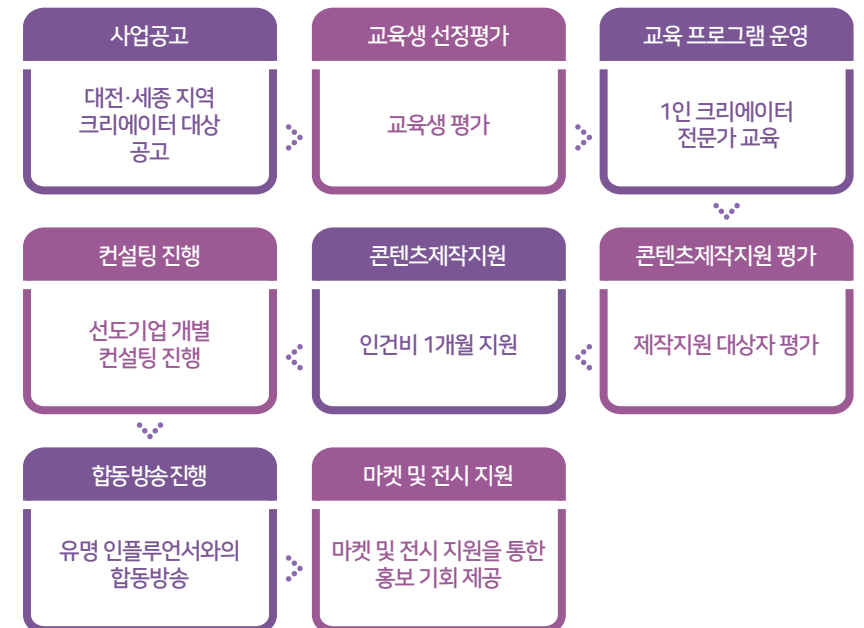 사업공고
대전·세종 지역
크리에이터 대상
공고
교육생 선정평가
교육생 평가
교육 프로그램 운영
1인 크리에이터
전문가 교육
콘텐츠제작지원 평가
제작지원 대상자 평가
콘텐츠제작지원
인건비 1개월 지원
컨설팅 진행
선도기업 개별
컨설팅 진행
합동방송진행
유명 인플루언서와의
합동방송
마켓 및 전시 지원
마켓 및 전시 지원을 통한
홍보 기회 제공